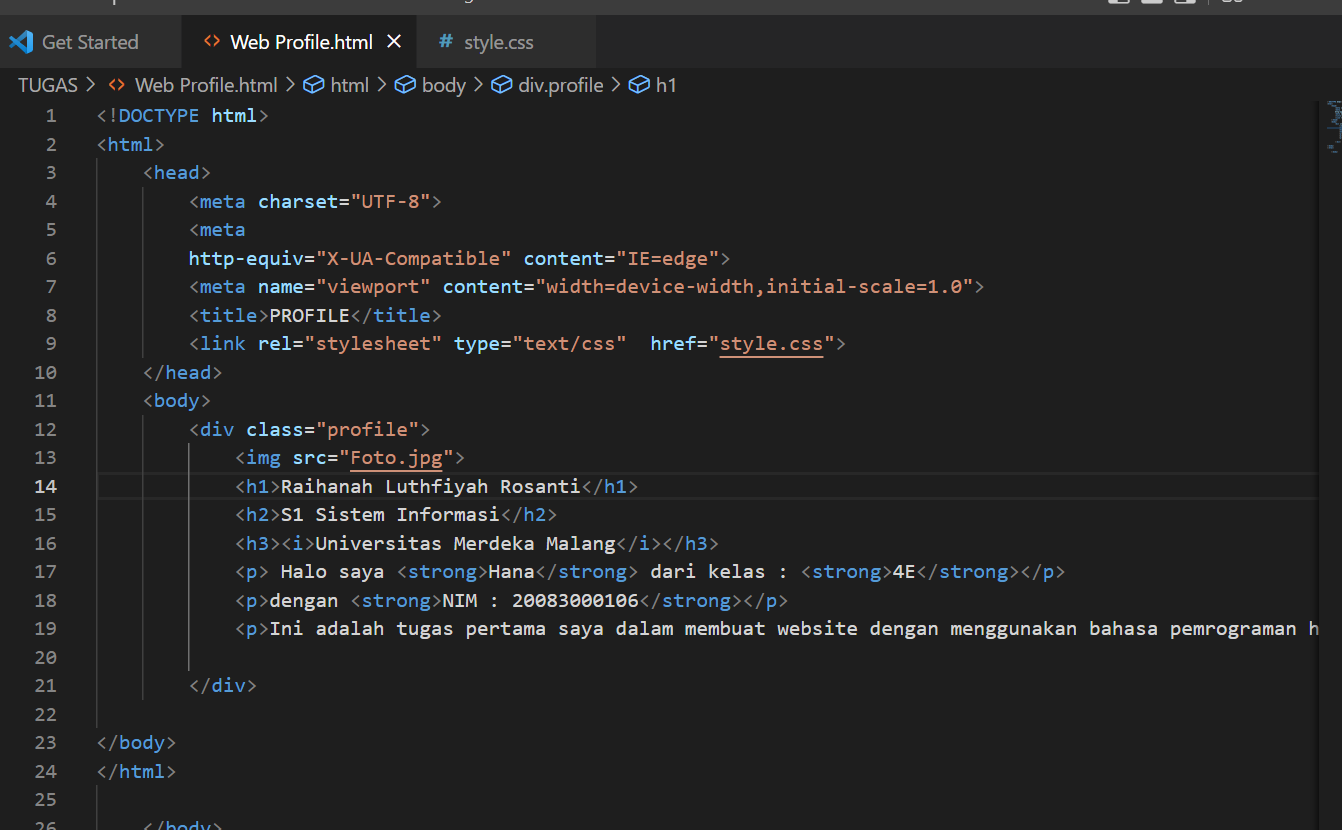 Get Started <> Web Profile.html × # style.css
TUGAS > <> Web Profile.html > html > body > div.profile > h1
1 <!DOCTYPE html>
2 <html>
3 <head>
4 <meta charset="UTF-8">
5 <meta
6 http-equiv="X-UA-Compatible" content="IE=edge">
7 <meta name="viewport" content="width=device-width,initial-scale=1.0">
8 <title>PROFILE</title>
9 <link rel="stylesheet" type="text/css"  href="style.css">
10 </head>
11 <body>
12 <div class="profile">
13 <img src="Foto.jpg">
14 <h1>Raihanah Luthfiyah Rosanti</h1>
15 <h2>S1 Sistem Informasi</h2>
16 <h3><i>Universitas Merdeka Malang</i></h3>
17 <p> Halo saya <strong>Hana</strong> dari kelas : <strong>4E</strong></p>
18 <p>dengan <strong>NIM : 20083000106</strong></p>
19 <p>Ini adalah tugas pertama saya dalam membuat website dengan menggunakan bahasa pemrograman h
20
21 </div>
22
23 </body>
24 </html>
25
26 </body>